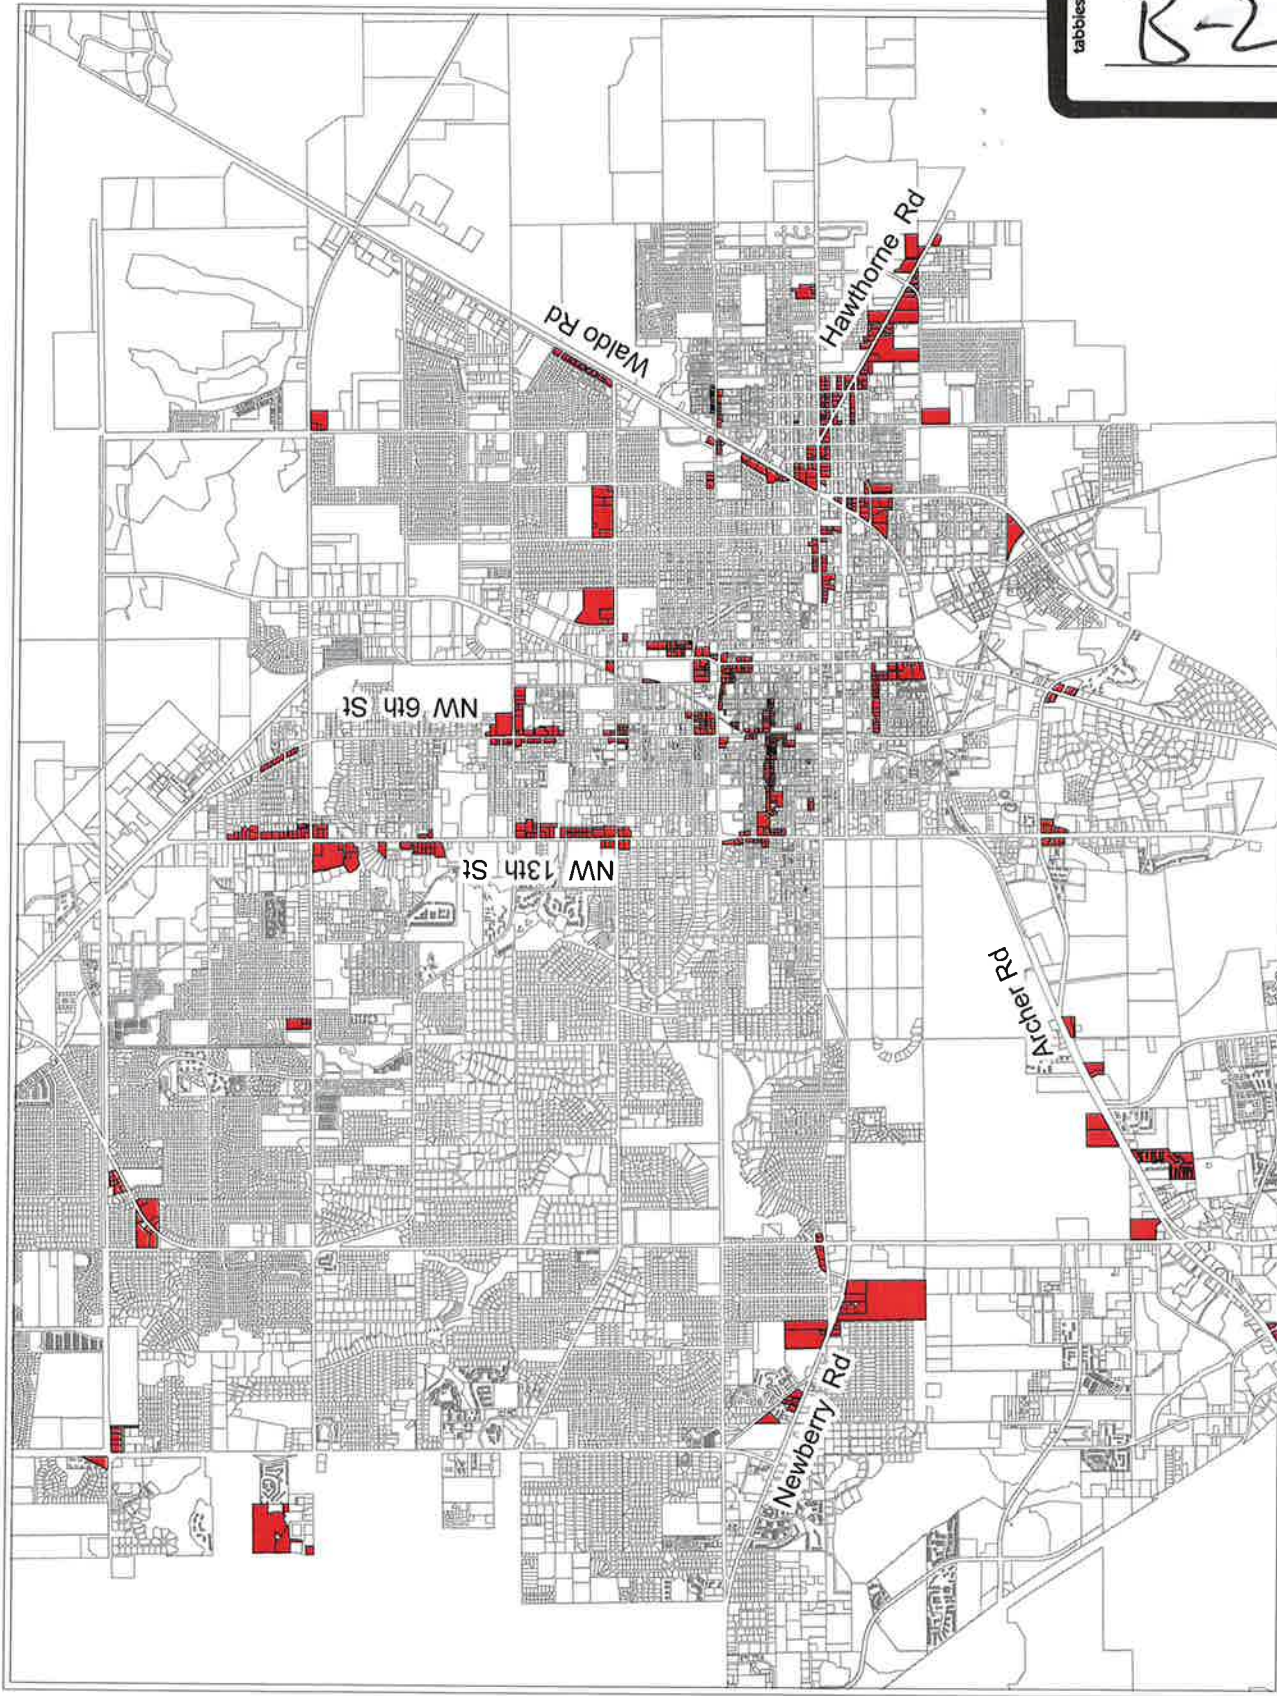 tabbies
B-2
Hawthorne Rd
Waldo Rd
NW 6th St
NW 13th St
Archer Rd
Newberry Rd